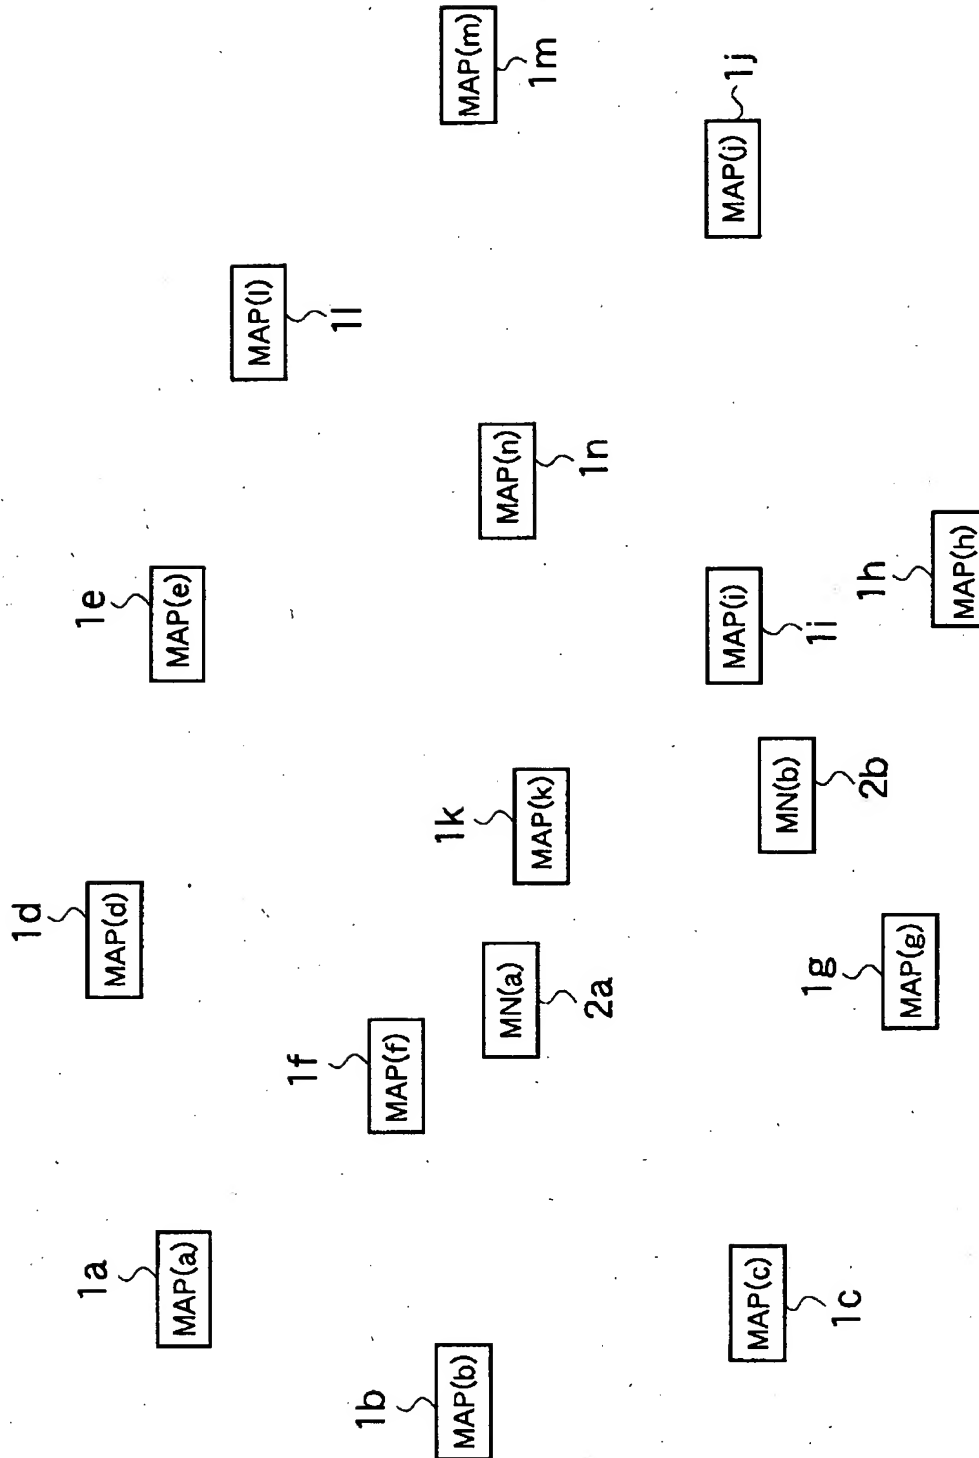 1d
MAP(d)
1a
MAP(a)
1e
MAP(e)
MAP(l)
1l
1f
MAP(f)
1b
MAP(b)
MAP(m)
1m
MN(a)
2a
1k
MAP(k)
MAP(n)
1n
MAP(c)
1c
MAP(i)
1i
MAP(j)
1j
MN(b)
2b
1g
MAP(g)
1h
MAP(h)